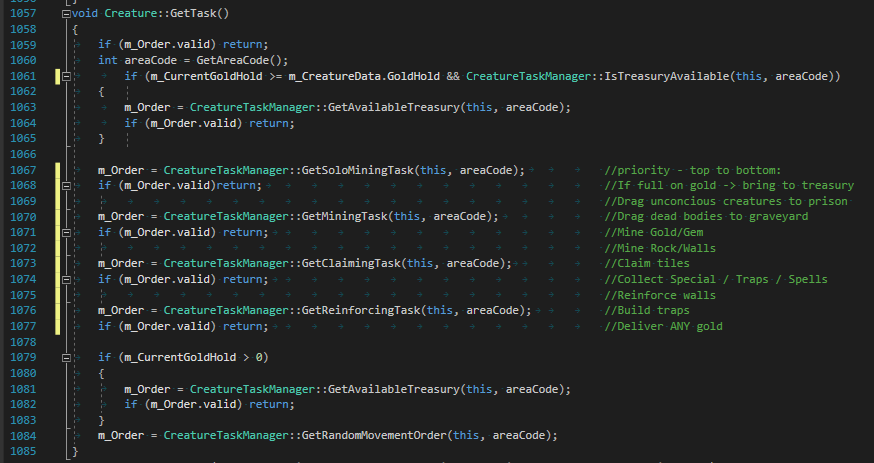 1057 void Creature::GetTask()
1058 {
1059 if (m_Order.valid) return;
1060 int areaCode = GetAreaCode();
1061 if (m_CurrentGoldHold >= m_CreatureData.GoldHold && CreatureTaskManager::IsTreasuryAvailable(this, areaCode))
1062 {
1063 m_Order = CreatureTaskManager::GetAvailableTreasury(this, areaCode);
1064 if (m_Order.valid) return;
1065 }
1066
1067 m_Order = CreatureTaskManager::GetSoloMiningTask(this, areaCode); //priority - top to bottom:
1068 if (m_Order.valid)return; //If full on gold -> bring to treasury
1069 //Drag unconcious creatures to prison
1070 m_Order = CreatureTaskManager::GetMiningTask(this, areaCode); //Drag dead bodies to graveyard
1071 if (m_Order.valid) return; //Mine Gold/Gem
1072 //Mine Rock/Walls
1073 m_Order = CreatureTaskManager::GetClaimingTask(this, areaCode); //Claim tiles
1074 if (m_Order.valid) return; //Collect Special / Traps / Spells
1075 //Reinforce walls
1076 m_Order = CreatureTaskManager::GetReinforcingTask(this, areaCode); //Build traps
1077 if (m_Order.valid) return; //Deliver ANY gold
1078
1079 if (m_CurrentGoldHold > 0)
1080 {
1081 m_Order = CreatureTaskManager::GetAvailableTreasury(this, areaCode);
1082 if (m_Order.valid) return;
1083 }
1084 m_Order = CreatureTaskManager::GetRandomMovementOrder(this, areaCode);
1085 }